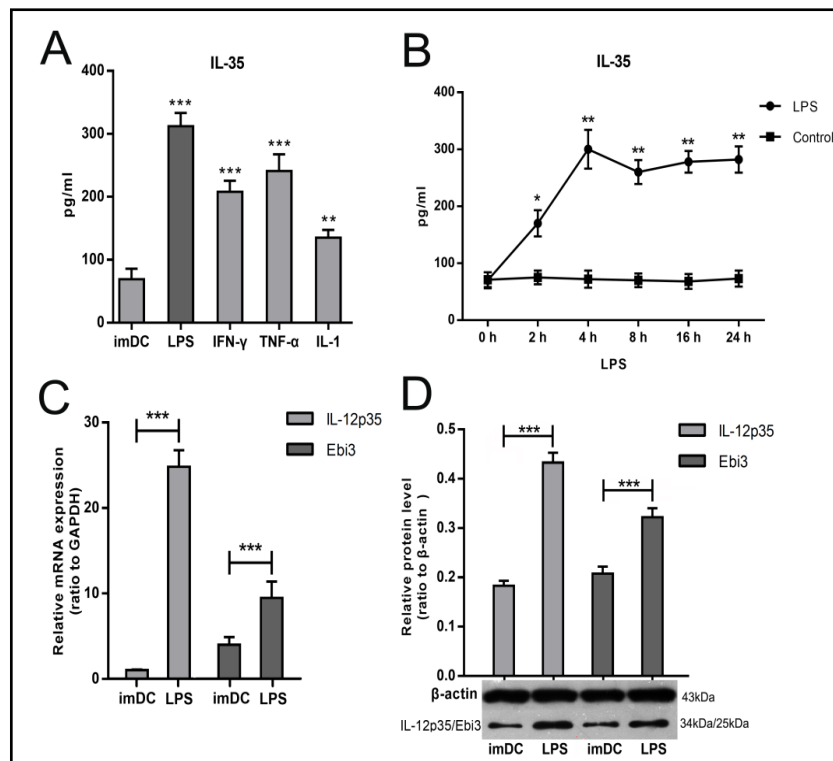 A
IL-35
400
300
200
100
0
pg/ml
***
***
***
**
imDC LPS IFN-γ TNF-α IL-1
B
IL-35
400
300
200
100
0
pg/ml
*
**
**
**
**
LPS
Control
0 h 2 h 4 h 8 h 16 h 24 h
LPS
C
30
20
10
0
Relative mRNA expression
(ratio to GAPDH)
***
***
IL-12p35
Ebi3
imDC LPS imDC LPS
D
0.5
0.4
0.3
0.2
0.1
0.0
Relative protein level
(ratio to β-actin )
***
***
IL-12p35
Ebi3
β-actin 43kDa
IL-12p35/Ebi3 34kDa/25kDa
imDC LPS imDC LPS